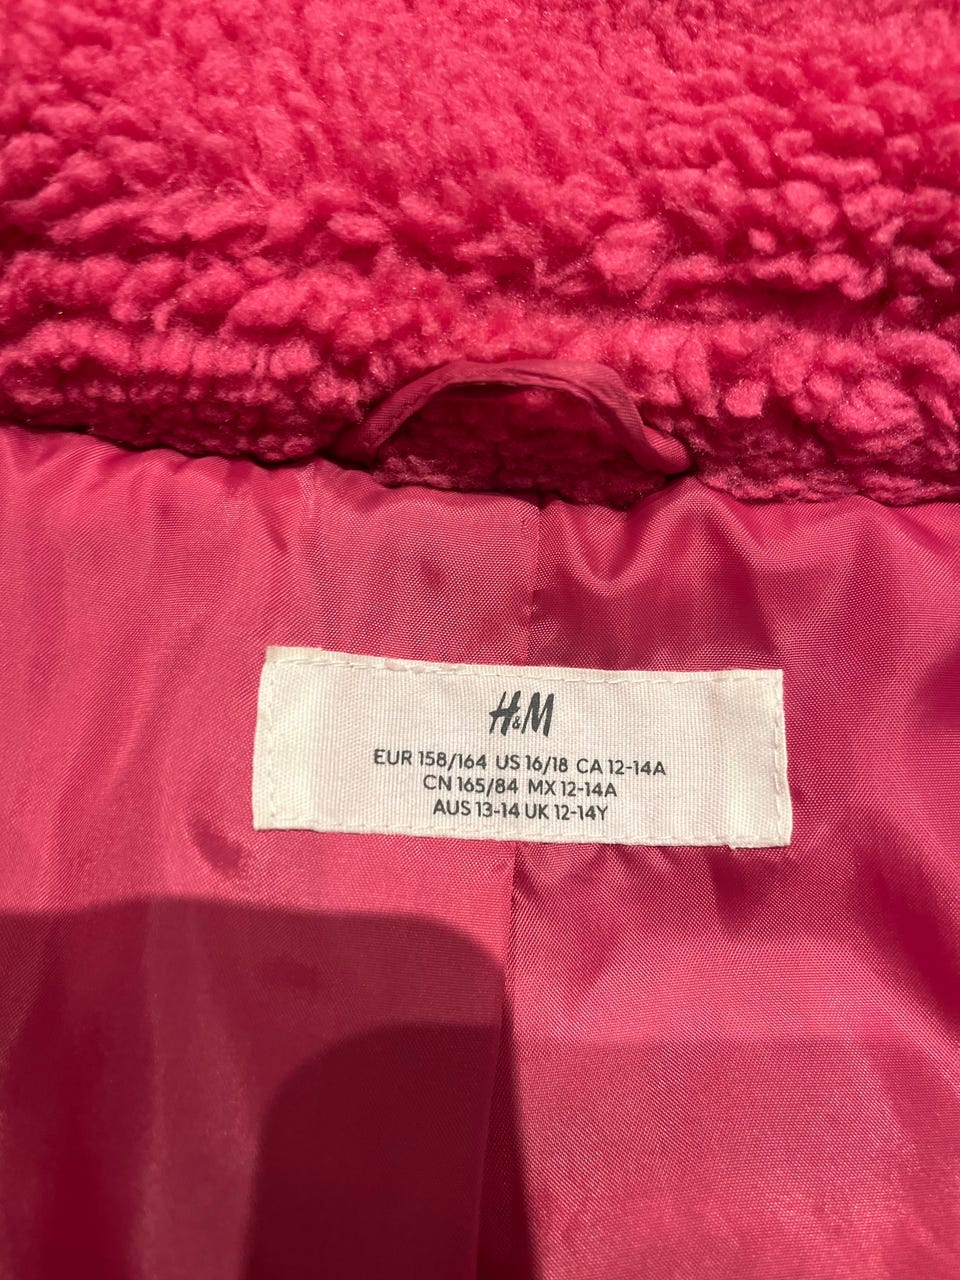 H&M
EUR 158/164 US 16/18 CA 12-14A
CN 165/84 MX 12-14A
AUS 13-14 UK 12-14Y